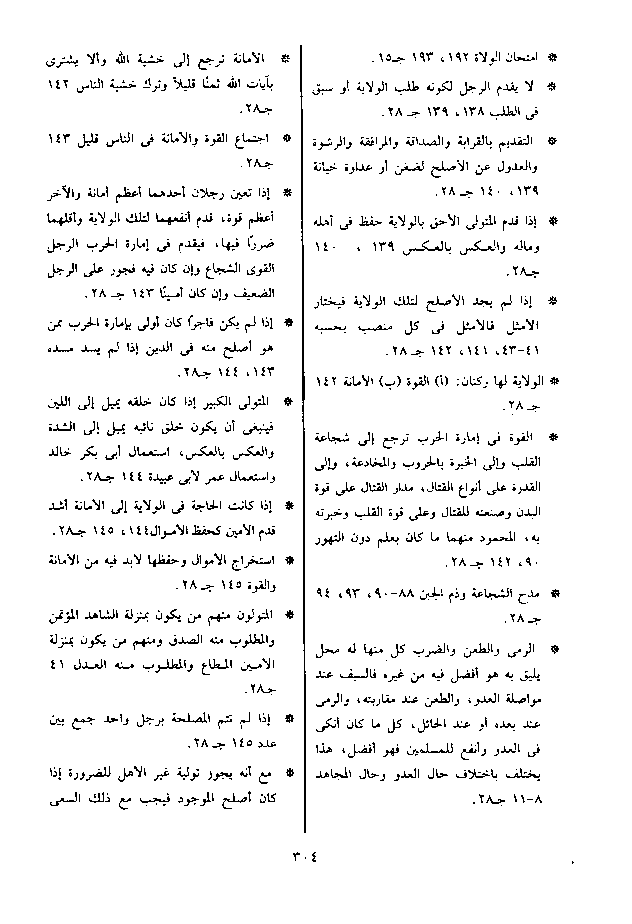 * امتحان الولاة ١٩٢، ١٩٣ جـ١٥.
* لا يقدم الرجل لكونه طلب الولاية أو سبق
فى الطلب ١٣٨، ١٣٩ جـ ٢٨.
* التقديم بالقرابة والصداقة والمرافقة والرشوة
والعدول عن الأصلح لضغن أو عداوة خيانة
١٣٩، ١٤٠ جـ ٢٨.
* إذا قدم المتولى الأحق بالولاية حفظ فى أهله
وماله والعكس بالعكس ١٣٩ ، ١٤٠
جـ٢٨.
* إذا لم يجد الأصلح لتلك الولاية فيختار
الأمثل فالأمثل فى كل منصب بحسبه
٤١-٤٣، ١٤١، ١٤٢ جـ ٢٨.
* الولاية لها ركنان: (أ) القوة (ب) الأمانة ١٤٢
جـ ٢٨.
* القوة فى إمارة الحرب ترجع إلى شجاعة
القلب وإلى الخبرة بالحروب والمخادعة، وإلى
القدرة على أنواع القتال، مدار القتال على قوة
البدن وصنعته للقتال وعلى قوة القلب وخبرته
به، المحمود منهما ما كان بعلم دون التهور
٩٠، ١٤٢ جـ ٢٨.
* مدح الشجاعة وذم الجبن ٨٨-٩٠، ٩٣، ٩٤
جـ ٢٨.
* الرمى والطعن والضرب كل منها له محل
يليق به هو أفضل فيه من غيره فالسيف عند
مواصلة العدو، والطعن عند مقاربته، والرمى
عند بعده أو عند الحائل، كل ما كان أنكى
فى العدو وأنفع للمسلمين فهو أفضل، هذا
يختلف باختلاف حال العدو وحال المجاهد
٨-١١ جـ٢٨.
* الأمانة ترجع إلى خشية الله وألا يشترى
بآيات الله ثمنًا قليلاً وترك خشية الناس ١٤٢
جـ٢٨.
* اجتماع القوة والأمانة فى الناس قليل ١٤٣
جـ٢٨.
* إذا تعين رجلان أحدهما أعظم أمانة والآخر
أعظم قوة، قدم أنفعهما لتلك الولاية وأقلهما
ضررًا فيها، فيقدم فى إمارة الحرب الرجل
القوى الشجاع وإن كان فيه فجور على الرجل
الضعيف وإن كان أمينًا ١٤٣ جـ ٢٨.
* إذا لم يكن فاجرًا كان أولى بإمارة الحرب ممن
هو أصلح منه فى الدين إذا لم يسد مسده
١٤٣، ١٤٤ جـ٢٨.
* المتولى الكبير إذا كان خلقه يميل إلى اللين
فينبغى أن يكون خلق نائبه يميل إلى الشدة
والعكس بالعكس، استعمال أبى بكر خالد
واستعمال عمر لأبى عبيدة ١٤٤ جـ٢٨.
* إذا كانت الحاجة فى الولاية إلى الأمانة أشد
قدم الأمين كحفظ الأموال١٤٤، ١٤٥ جـ٢٨.
* استخراج الأموال وحفظها لابد فيه من الأمانة
والقوة ١٤٥ جـ ٢٨.
* المتولون منهم من يكون بمنزلة الشاهد المؤتمن
والمطلوب منه الصدق ومنهم من يكون بمنزلة
الأمين المطاع والمطلوب منه العدل ٤١
جـ٢٨.
* إذا لم تتم المصلحة برجل واحد جمع بين
عدد ١٤٥ جـ ٢٨.
* مع أنه يجوز تولية غير الأهل للضرورة إذا
كان أصلح الموجود فيجب مع ذلك السعى
٣٠٤